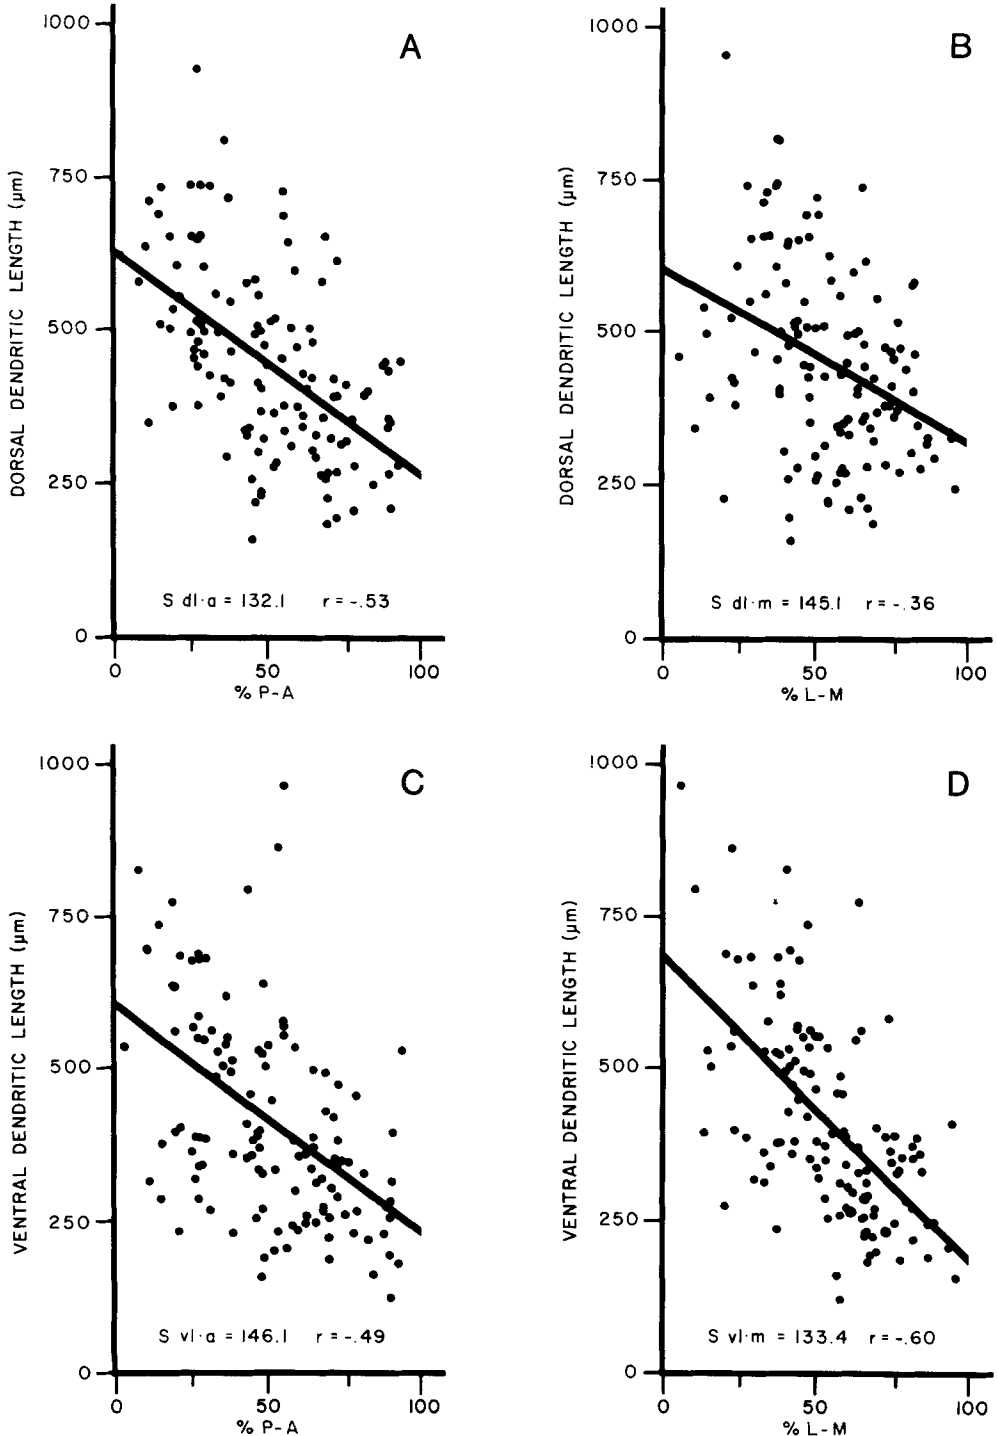 A
1000
750
500
250
0
DORSAL DENDRITIC LENGTH (µm)
S dl·a = 132.1 r = -.53
0 50 100
% P-A
B
1000
750
500
250
0
DORSAL DENDRITIC LENGTH (µm)
S dl·m = 145.1 r = -.36
0 50 100
% L-M
C
1000
750
500
250
0
VENTRAL DENDRITIC LENGTH (µm)
S vl·a = 146.1 r = -.49
0 50 100
% P-A
D
1000
750
500
250
0
VENTRAL DENDRITIC LENGTH (µm)
S vl·m = 133.4 r = -.60
0 50 100
% L-M